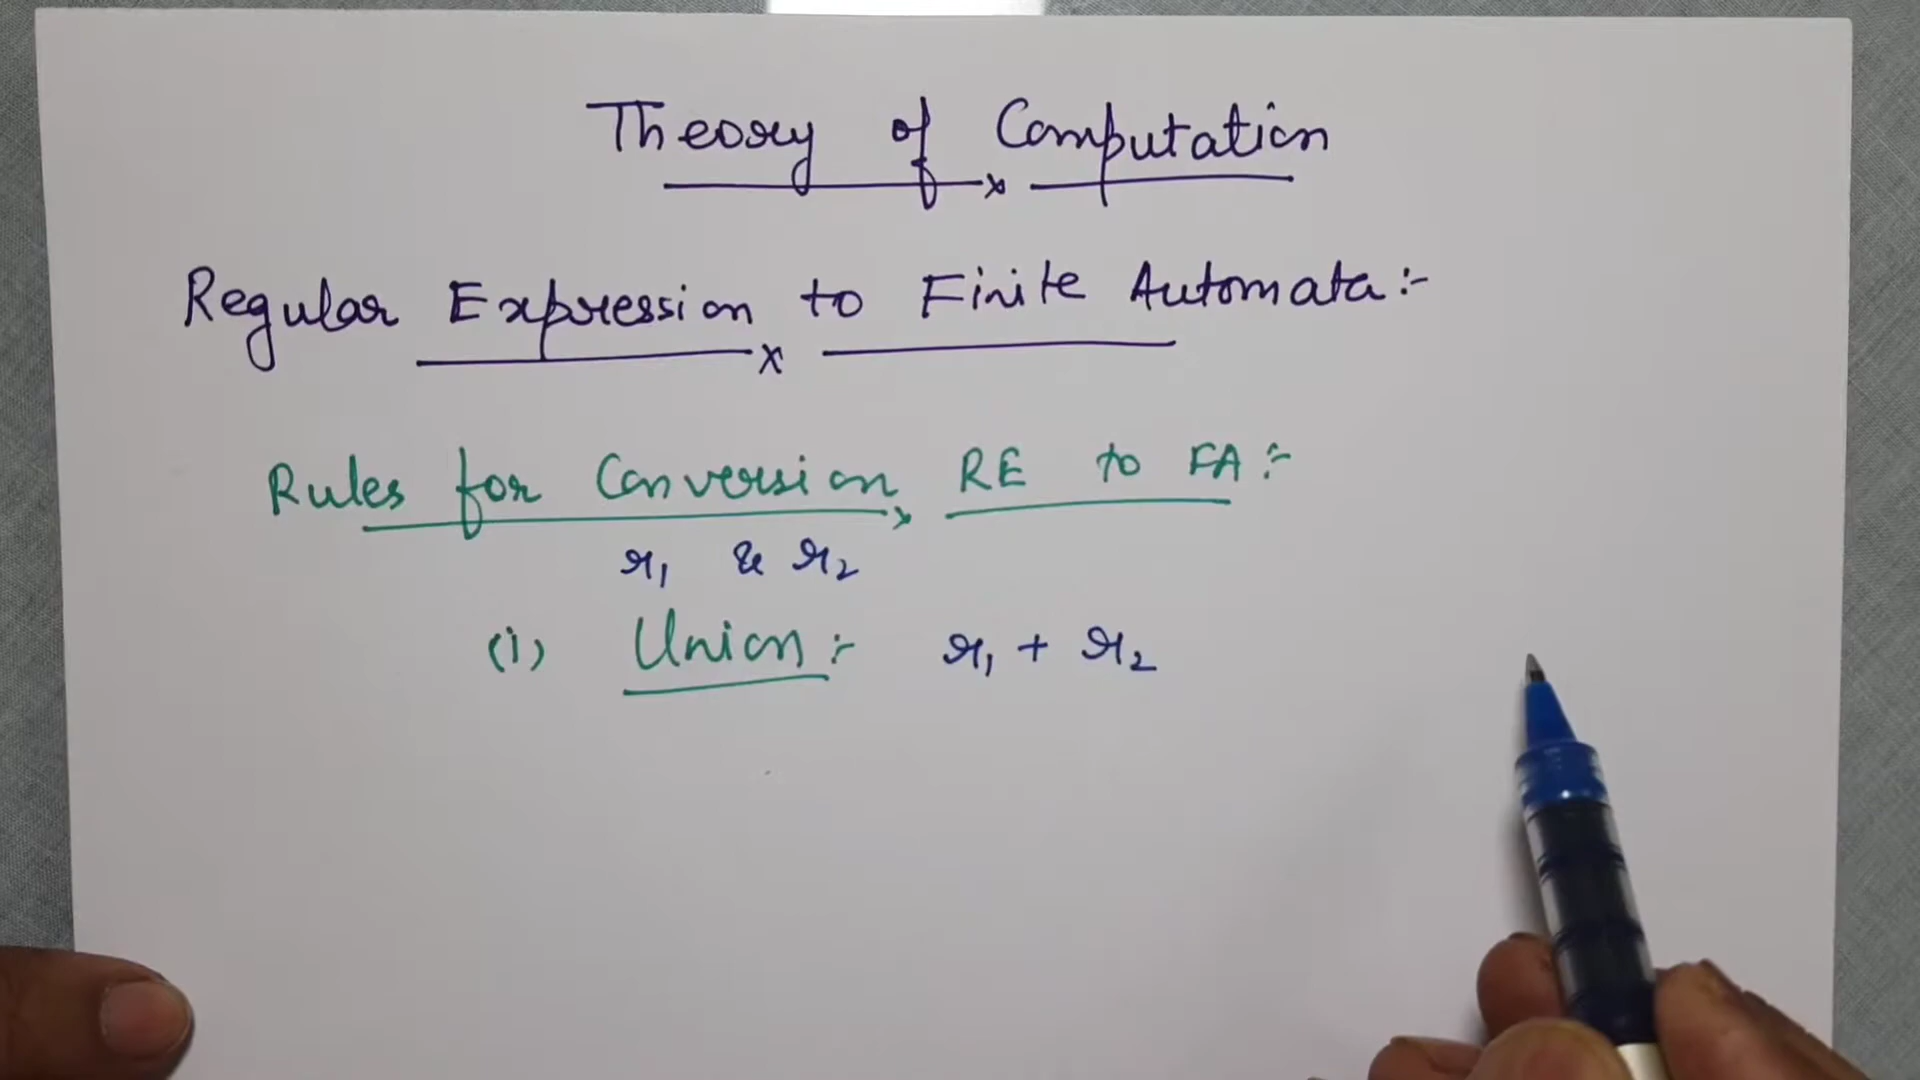 Theory of Computation
Regular Expression to Finite Automata :-
Rules for Conversion RE to FA :-
r₁ & r₂
(i) Union :- r₁ + r₂